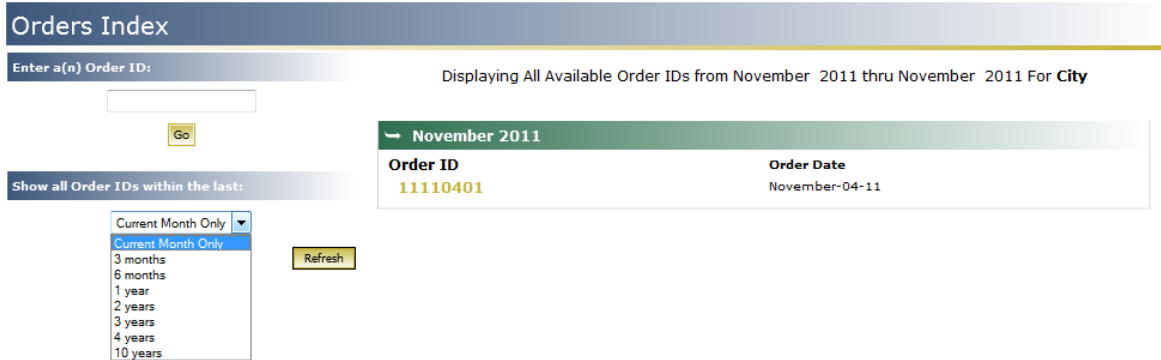 Orders Index
Enter a(n) Order ID:
Go
Show all Order IDs within the last:
Current Month Only
Current Month Only
3 months
6 months
1 year
2 years
3 years
4 years
10 years
Refresh
Displaying All Available Order IDs from November 2011 thru November 2011 For City
November 2011
Order ID Order Date
11110401 November-04-11